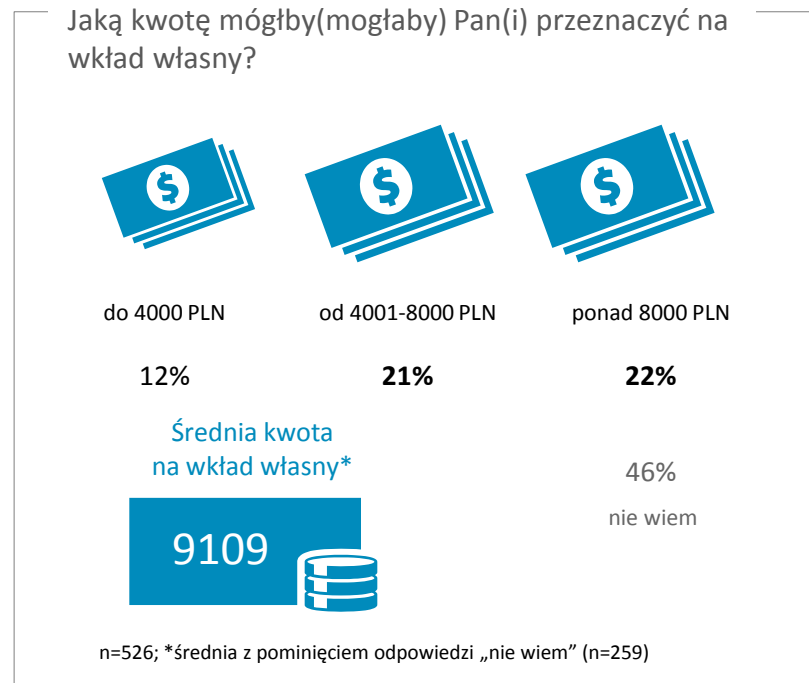 Jaką kwotę mógłby(mogłaby) Pan(i) przeznaczyć na
wkład własny?
$ $ $
do 4000 PLN od 4001-8000 PLN ponad 8000 PLN
12% 21% 22%
Średnia kwota
na wkład własny*
46%
nie wiem
9109
n=526; *średnia z pominięciem odpowiedzi „nie wiem” (n=259)